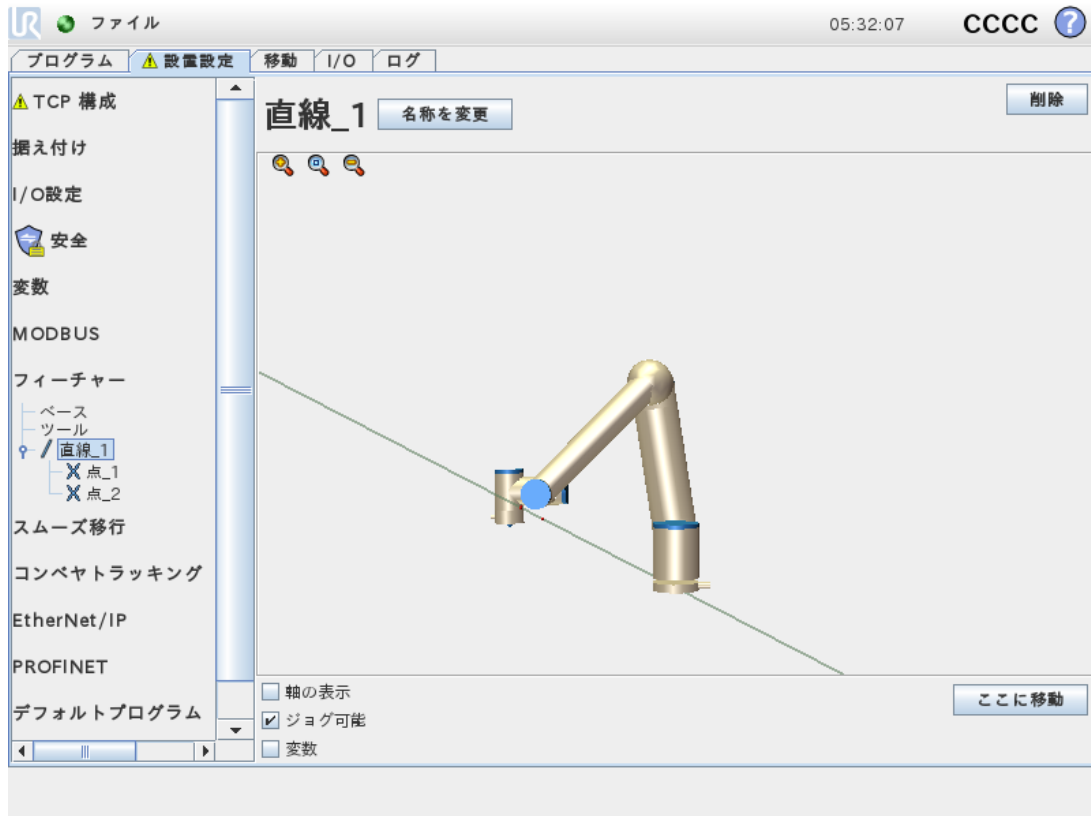 UR ファイル 05:32:07 CCCC ?
プログラム 設置設定 移動 I/O ログ
TCP 構成
据え付け
I/O設定
安全
変数
MODBUS
フィーチャー
ベース
ツール
直線_1
点_1
点_2
スムーズ移行
コンベヤトラッキング
EtherNet/IP
PROFINET
デフォルトプログラム
直線_1 名称を変更 削除
軸の表示
ジョグ可能
変数
ここに移動